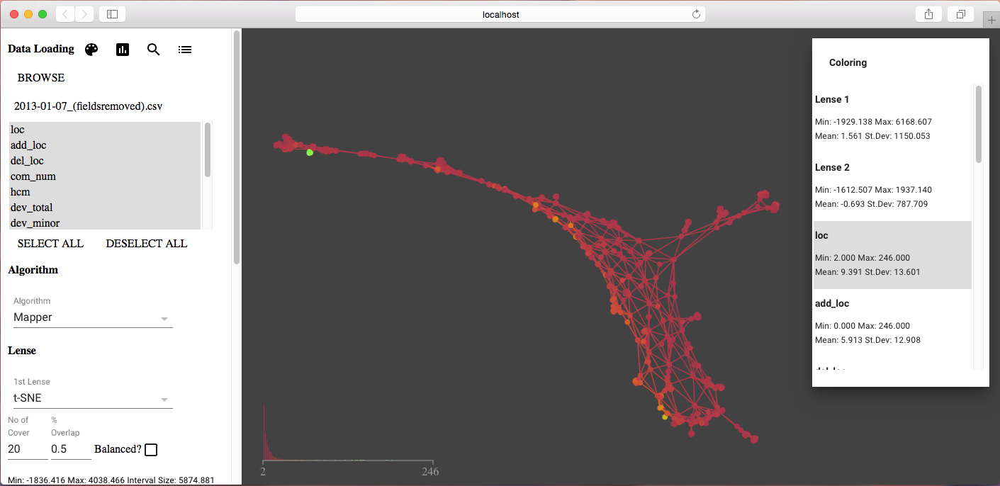 localhost
Data Loading
BROWSE
2013-01-07_(fieldsremoved).csv
loc
add_loc
del_loc
com_num
hcm
dev_total
dev_minor
SELECT ALL DESELECT ALL
Algorithm
Algorithm
Mapper
Lense
1st Lense
t-SNE
No of Cover
% Overlap
20
0.5
Balanced?
Min: -1836.416 Max: 4038.466 Interval Size: 5874.881
2
246
Coloring
Lense 1
Min: -1929.138 Max: 6168.607
Mean: 1.561 St.Dev: 1150.053
Lense 2
Min: -1612.507 Max: 1937.140
Mean: -0.693 St.Dev: 787.709
loc
Min: 2.000 Max: 246.000
Mean: 9.391 St.Dev: 13.601
add_loc
Min: 0.000 Max: 246.000
Mean: 5.913 St.Dev: 12.908